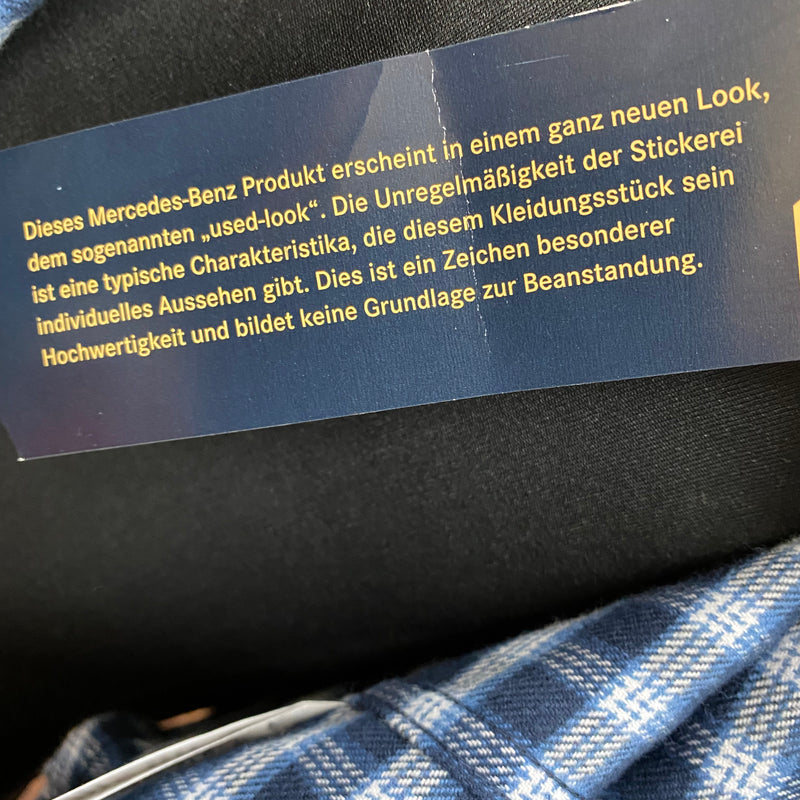 Dieses Mercedes-Benz Produkt erscheint in einem ganz neuen Look,
dem sogenannten „used-look“. Die Unregelmäßigkeit der Stickerei
ist eine typische Charakteristika, die diesem Kleidungsstück sein
individuelles Aussehen gibt. Dies ist ein Zeichen besonderer
Hochwertigkeit und bildet keine Grundlage zur Beanstandung.